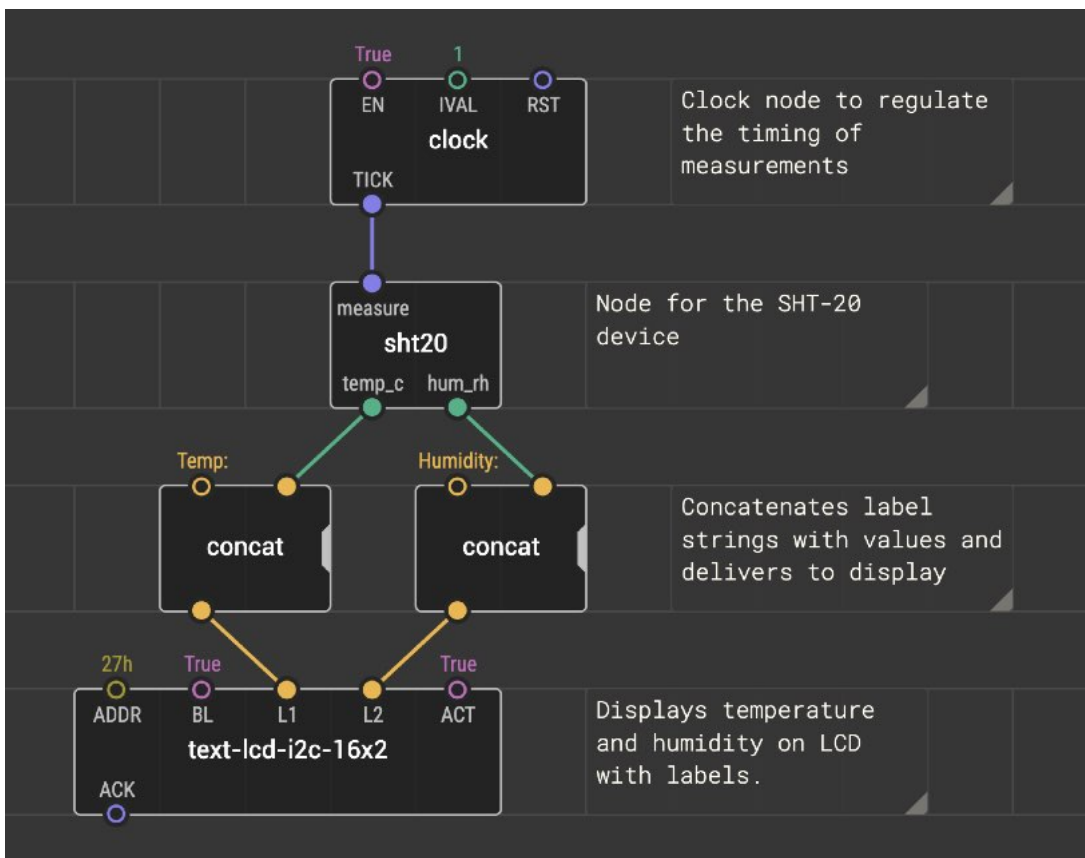 True 1
EN IVAL RST
clock
TICK
Clock node to regulate
the timing of
measurements
measure
sht20
temp_c hum_rh
Node for the SHT-20
device
Temp:
Humidity:
concat
concat
Concatenates label
strings with values and
delivers to display
27h True True
ADDR BL L1 L2 ACT
text-lcd-i2c-16x2
ACK
Displays temperature
and humidity on LCD
with labels.